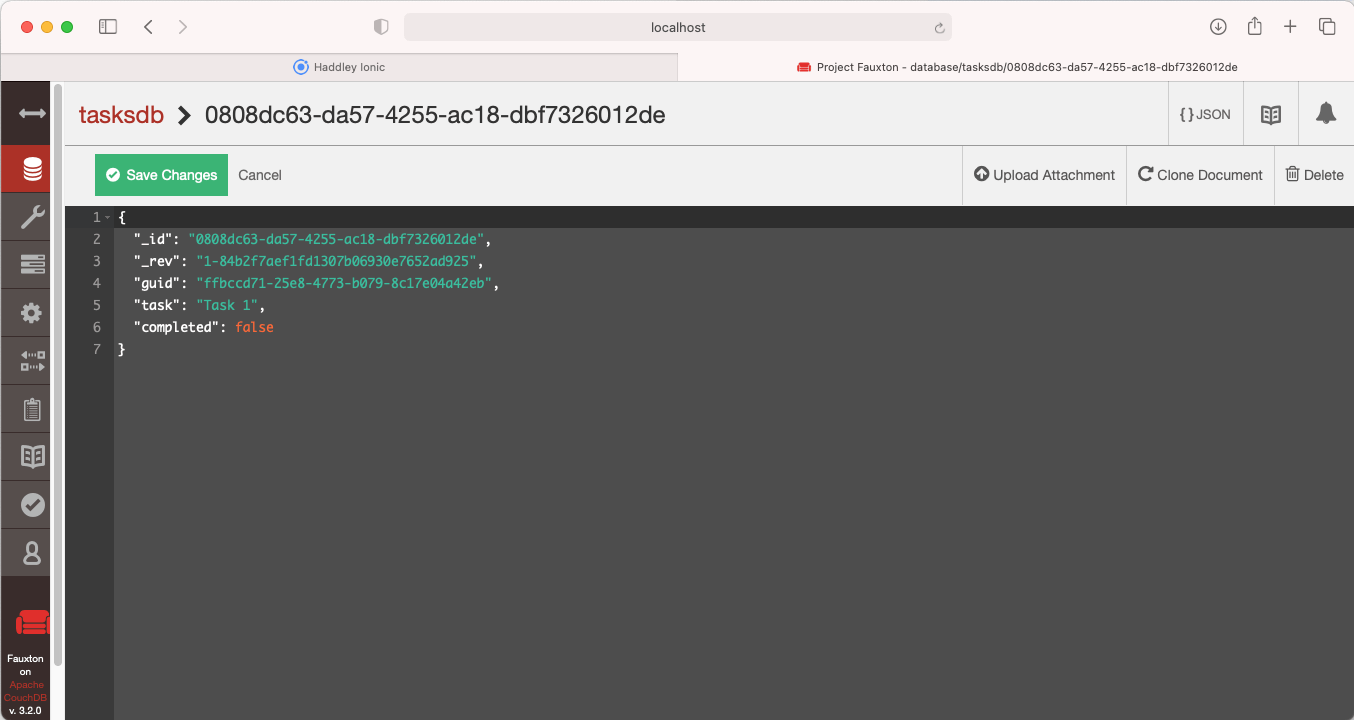 localhost
Haddley Ionic
Project Fauxton - database/tasksdb/0808dc63-da57-4255-ac18-dbf7326012de
tasksdb 0808dc63-da57-4255-ac18-dbf7326012de
{ } JSON
Save Changes Cancel
Upload Attachment Clone Document Delete
1 {
2 "_id": "0808dc63-da57-4255-ac18-dbf7326012de",
3 "_rev": "1-84b2f7aef1fd1307b06930e7652ad925",
4 "guid": "ffbccd71-25e8-4773-b079-8c17e04a42eb",
5 "task": "Task 1",
6 "completed": false
7 }
Fauxton
on
Apache
CouchDB
v. 3.2.0